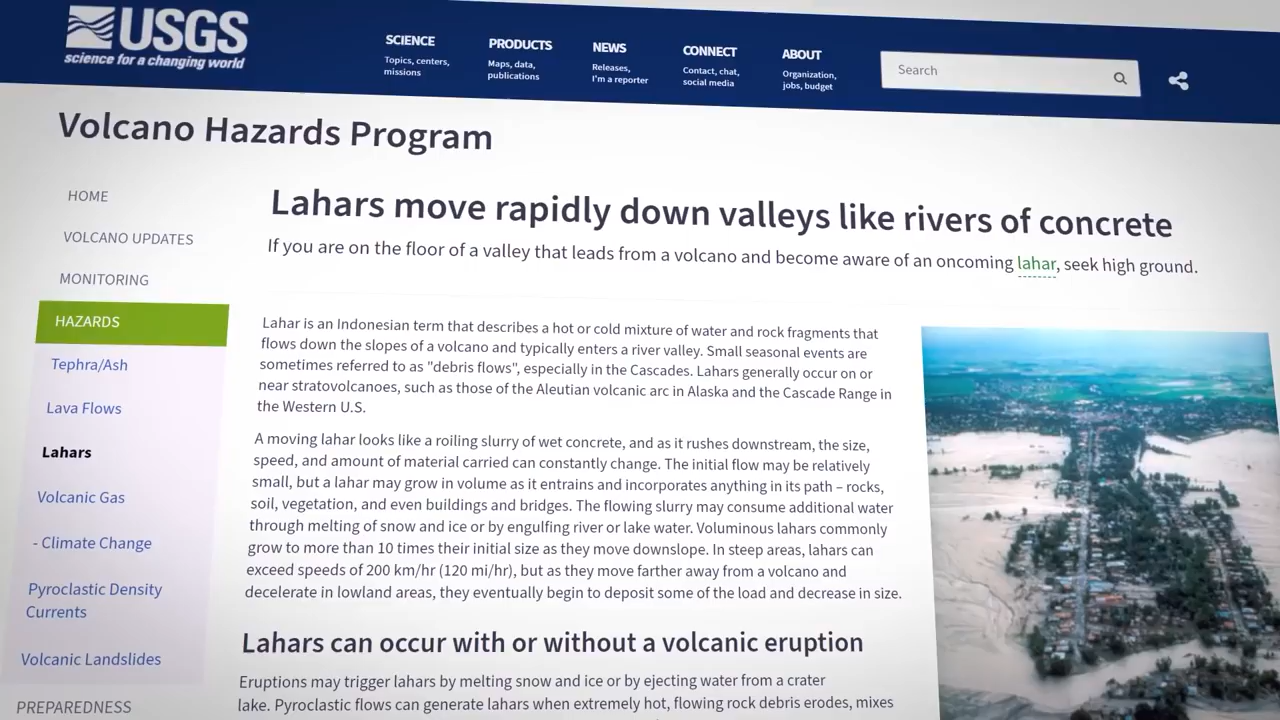 USGS
science for a changing world
SCIENCE
Topics, centers,
missions
PRODUCTS
Maps, data,
publications
NEWS
Releases,
I'm a reporter
CONNECT
Contact, chat,
social media
ABOUT
Organization,
jobs, budget
Search
Volcano Hazards Program
HOME
VOLCANO UPDATES
MONITORING
HAZARDS
Tephra/Ash
Lava Flows
Lahars
Volcanic Gas
- Climate Change
Pyroclastic Density
Currents
Volcanic Landslides
PREPAREDNESS
Lahars move rapidly down valleys like rivers of concrete
If you are on the floor of a valley that leads from a volcano and become aware of an oncoming lahar, seek high ground.
Lahar is an Indonesian term that describes a hot or cold mixture of water and rock fragments that
flows down the slopes of a volcano and typically enters a river valley. Small seasonal events are
sometimes referred to as "debris flows", especially in the Cascades. Lahars generally occur on or
near stratovolcanoes, such as those of the Aleutian volcanic arc in Alaska and the Cascade Range in
the Western U.S.
A moving lahar looks like a roiling slurry of wet concrete, and as it rushes downstream, the size,
speed, and amount of material carried can constantly change. The initial flow may be relatively
small, but a lahar may grow in volume as it entrains and incorporates anything in its path – rocks,
soil, vegetation, and even buildings and bridges. The flowing slurry may consume additional water
through melting of snow and ice or by engulfing river or lake water. Voluminous lahars commonly
grow to more than 10 times their initial size as they move downslope. In steep areas, lahars can
exceed speeds of 200 km/hr (120 mi/hr), but as they move farther away from a volcano and
decelerate in lowland areas, they eventually begin to deposit some of the load and decrease in size.
Lahars can occur with or without a volcanic eruption
Eruptions may trigger lahars by melting snow and ice or by ejecting water from a crater
lake. Pyroclastic flows can generate lahars when extremely hot, flowing rock debris erodes, mixes